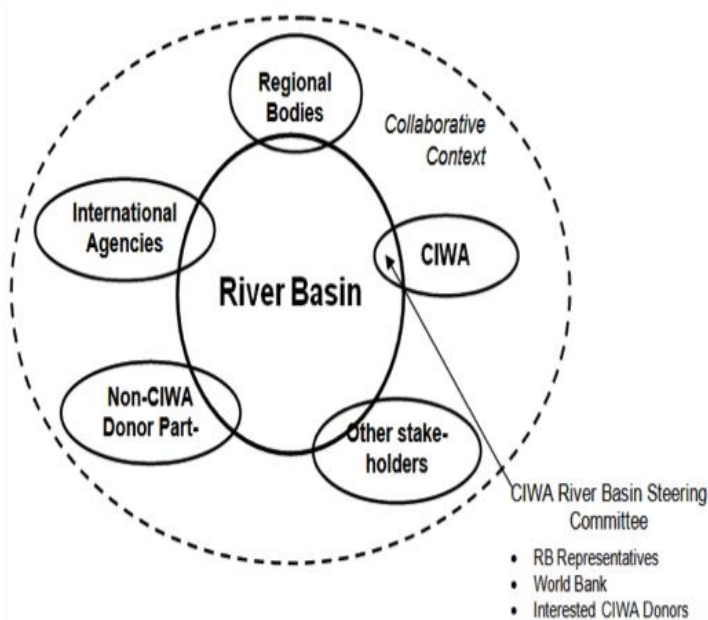 Regional
Bodies
Collaborative
Context
International
Agencies
CIWA
River Basin
Non-CIWA
Donor Part-
Other stake-
holders
CIWA River Basin Steering
Committee
• RB Representatives
• World Bank
• Interested CIWA Donors